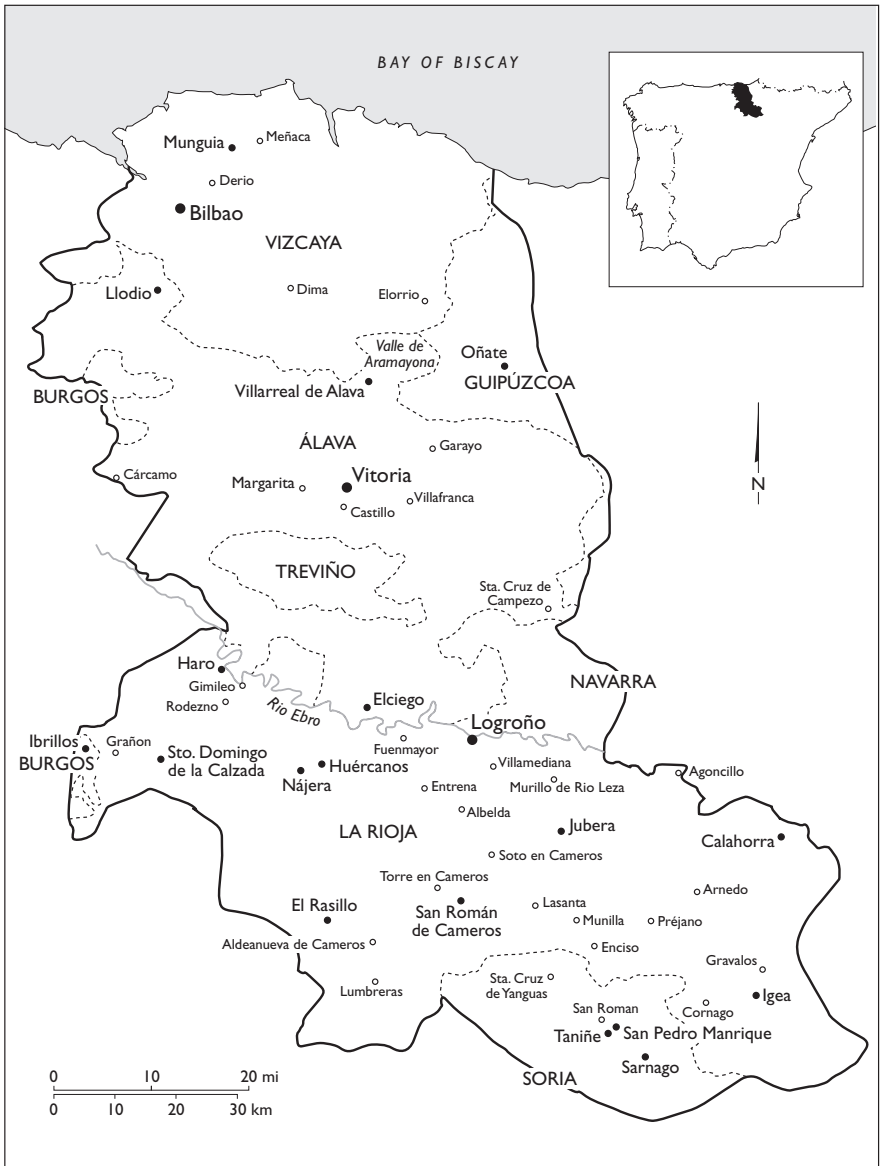 BAY OF BISCAY
Munguia
Meñaca
Derio
Bilbao
VIZCAYA
Llodio
Dima
Elorrio
Valle de
Aramayona
Oñate
GUIPÚZCOA
Villarreal de Alava
BURGOS
ÁLAVA
Garayo
Cárcamo
Margarita
Vitoria
Villafranca
Castillo
N
TREVIÑO
Sta. Cruz de
Campezo
Haro
Gimileo
Rodezno
Rio Ebro
Elciego
NAVARRA
Logroño
Ibrillos
BURGOS
Grañon
Sto. Domingo
de la Calzada
Fuenmayor
Nájera
Huércanos
Villamediana
Agoncillo
Entrena
Murillo de Rio Leza
Albelda
LA RIOJA
Jubera
Calahorra
Soto en Cameros
Torre en Cameros
Arnedo
El Rasillo
San Román
de Cameros
Lasanta
Munilla
Préjano
Aldeanueva de Cameros
Enciso
Gravalos
Lumbreras
Sta. Cruz
de Yanguas
Igea
San Roman
Cornago
Taniñe
San Pedro Manrique
Sarnago
SORIA
0 10 20 mi
0 10 20 30 km